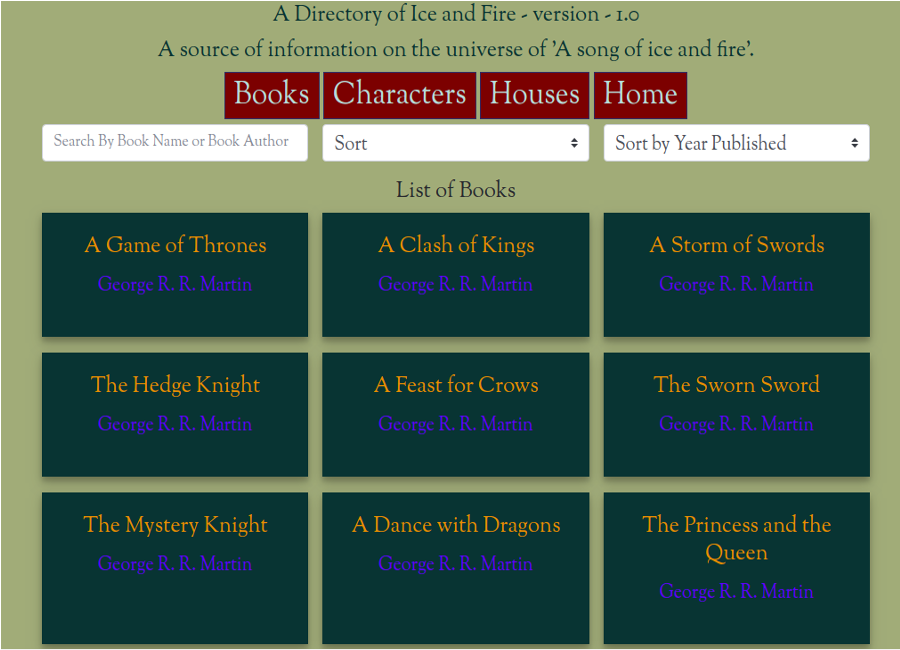 A Directory of Ice and Fire - version - 1.0
A source of information on the universe of 'A song of ice and fire'.
Books Characters Houses Home
Search By Book Name or Book Author Sort Sort by Year Published
List of Books
A Game of Thrones
George R. R. Martin
A Clash of Kings
George R. R. Martin
A Storm of Swords
George R. R. Martin
The Hedge Knight
George R. R. Martin
A Feast for Crows
George R. R. Martin
The Sworn Sword
George R. R. Martin
The Mystery Knight
George R. R. Martin
A Dance with Dragons
George R. R. Martin
The Princess and the
Queen
George R. R. Martin